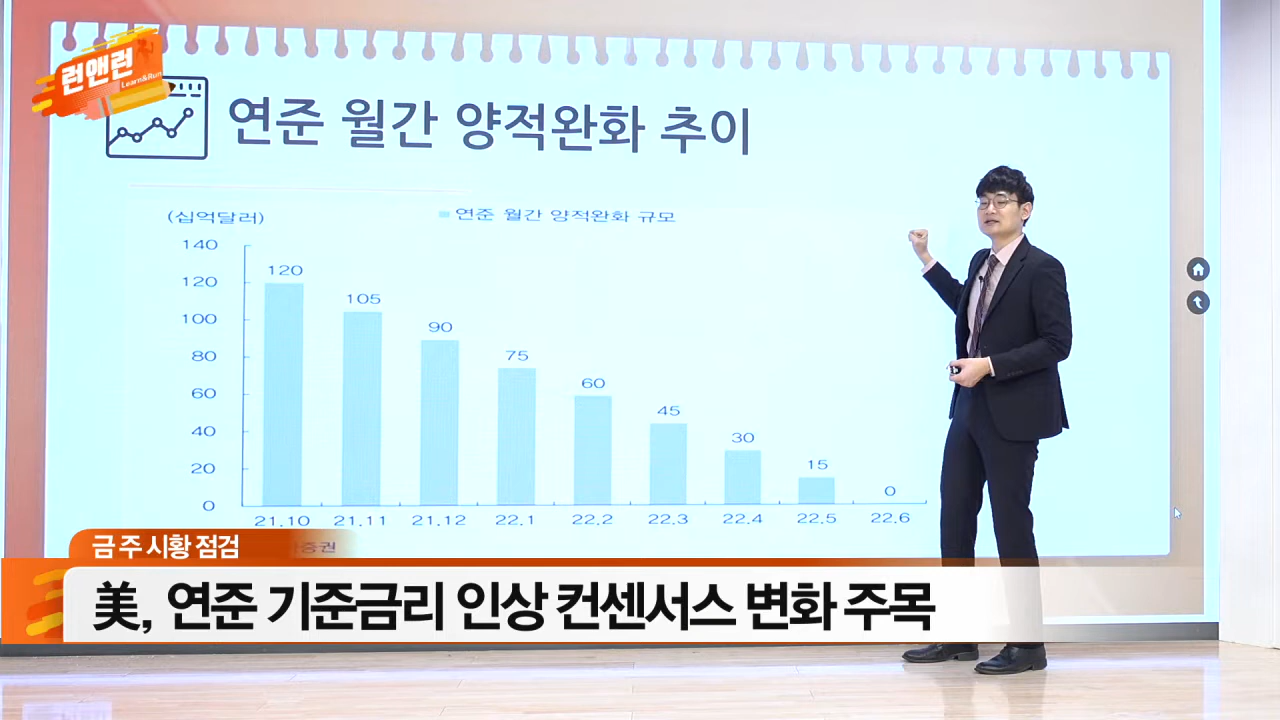 런앤런
Learn&Run
연준 월간 양적완화 추이
(십억달러)
연준 월간 양적완화 규모
140
120
100
80
60
40
20
0
120
105
90
75
60
45
30
15
0
21.10 21.11 21.12 22.1 22.2 22.3 22.4 22.5 22.6
증권
금주 시황 점검
美, 연준 기준금리 인상 컨센서스 변화 주목